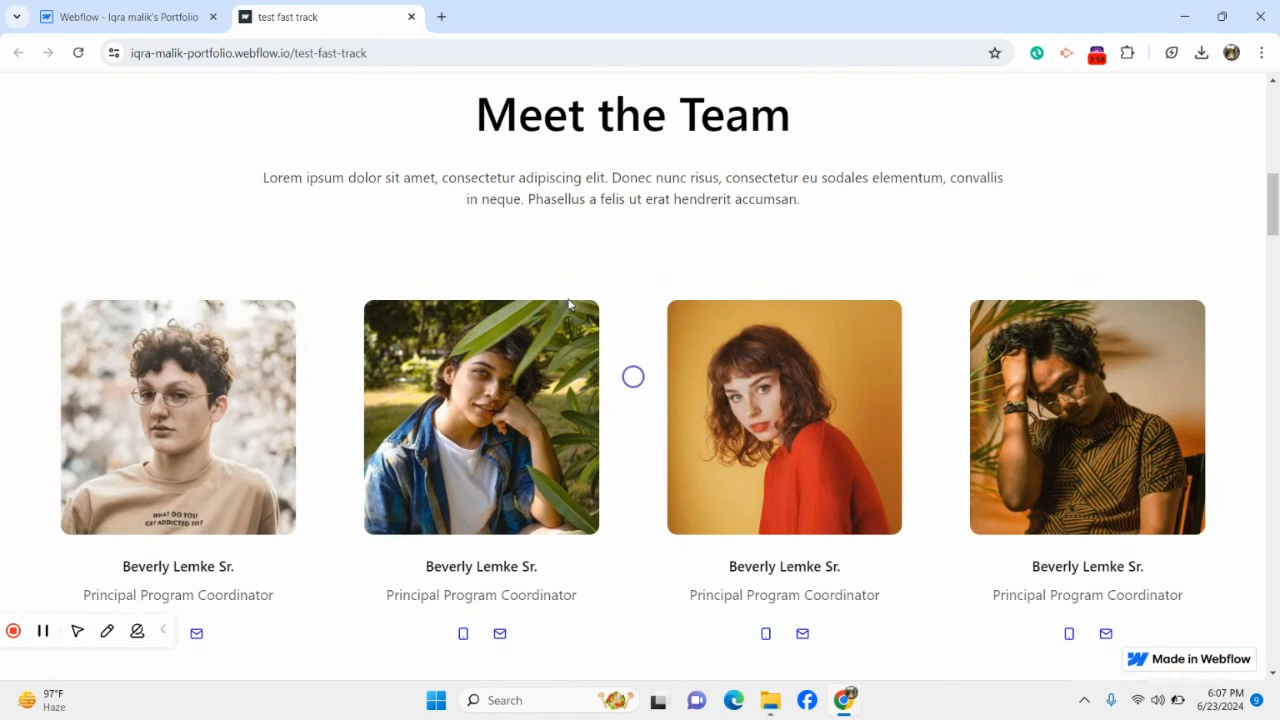 Webflow - Iqra malik's Portfolio
test fast track
iqra-malik-portfolio.webflow.io/test-fast-track
1:58
Meet the Team
Lorem ipsum dolor sit amet, consectetur adipiscing elit. Donec nunc risus, consectetur eu sodales elementum, convallis
in neque. Phasellus a felis ut erat hendrerit accumsan.
WHAT DO YOU
GET ADDICTED TO?
Beverly Lemke Sr.
Beverly Lemke Sr.
Beverly Lemke Sr.
Beverly Lemke Sr.
Principal Program Coordinator
Principal Program Coordinator
Principal Program Coordinator
Principal Program Coordinator
Made in Webflow
97°F
Haze
Search
6:07 PM
6/23/2024
9